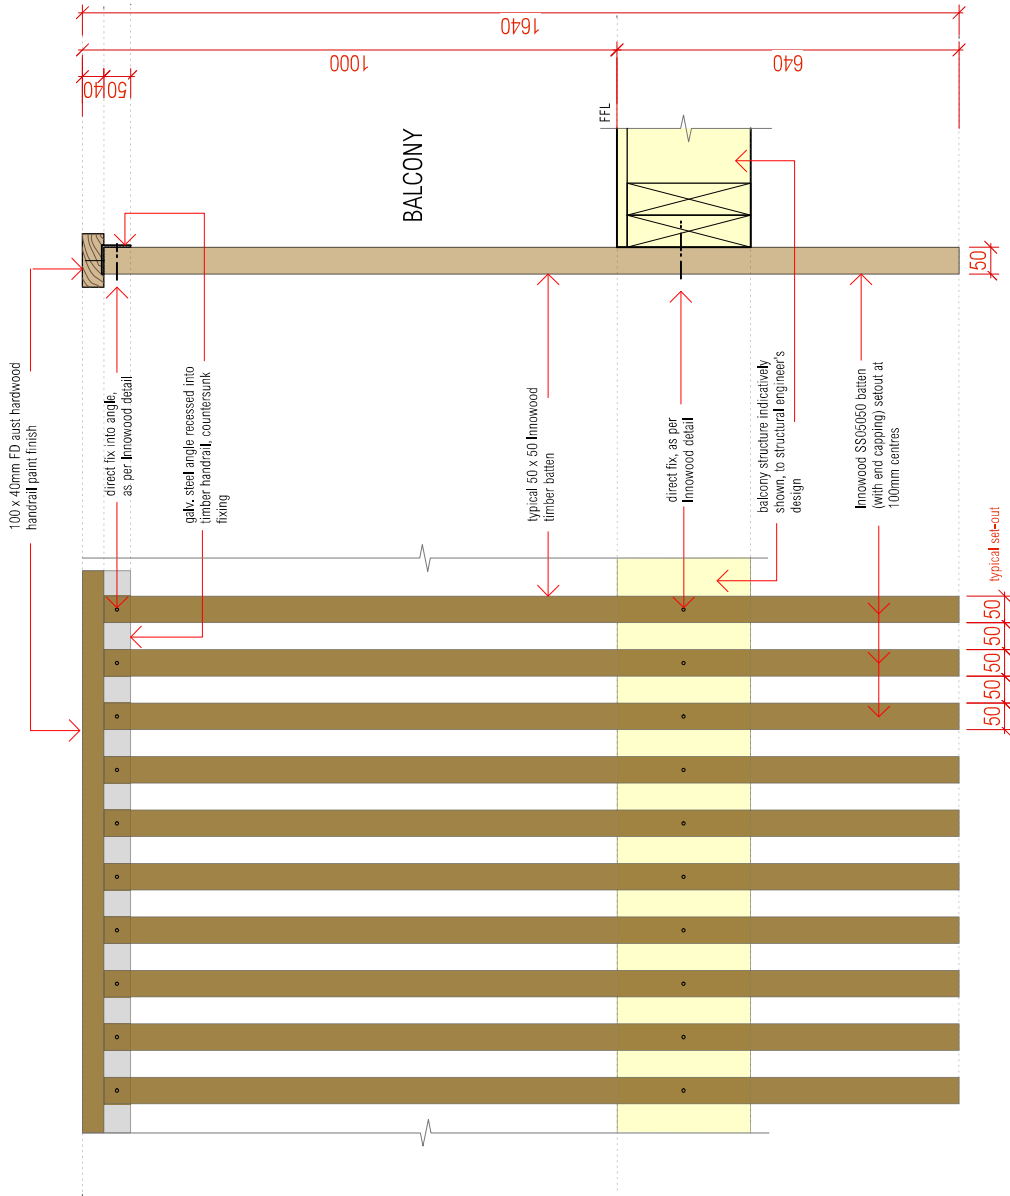 1640
1000
640
40
50
FFL
BALCONY
50
100 x 40mm FD aust hardwood
handrail paint finish
direct fix into angle,
as per Innowood detail
galv. steel angle recessed into
timber handrail, countersunk
fixing
typical 50 x 50 Innowood
timber batten
direct fix, as per
Innowood detail
balcony structure indicatively
shown, to structural engineer's
design
Innowood SS05050 batten
(with end capping) setout at
100mm centres
typical set-out
50
50
50
50
50